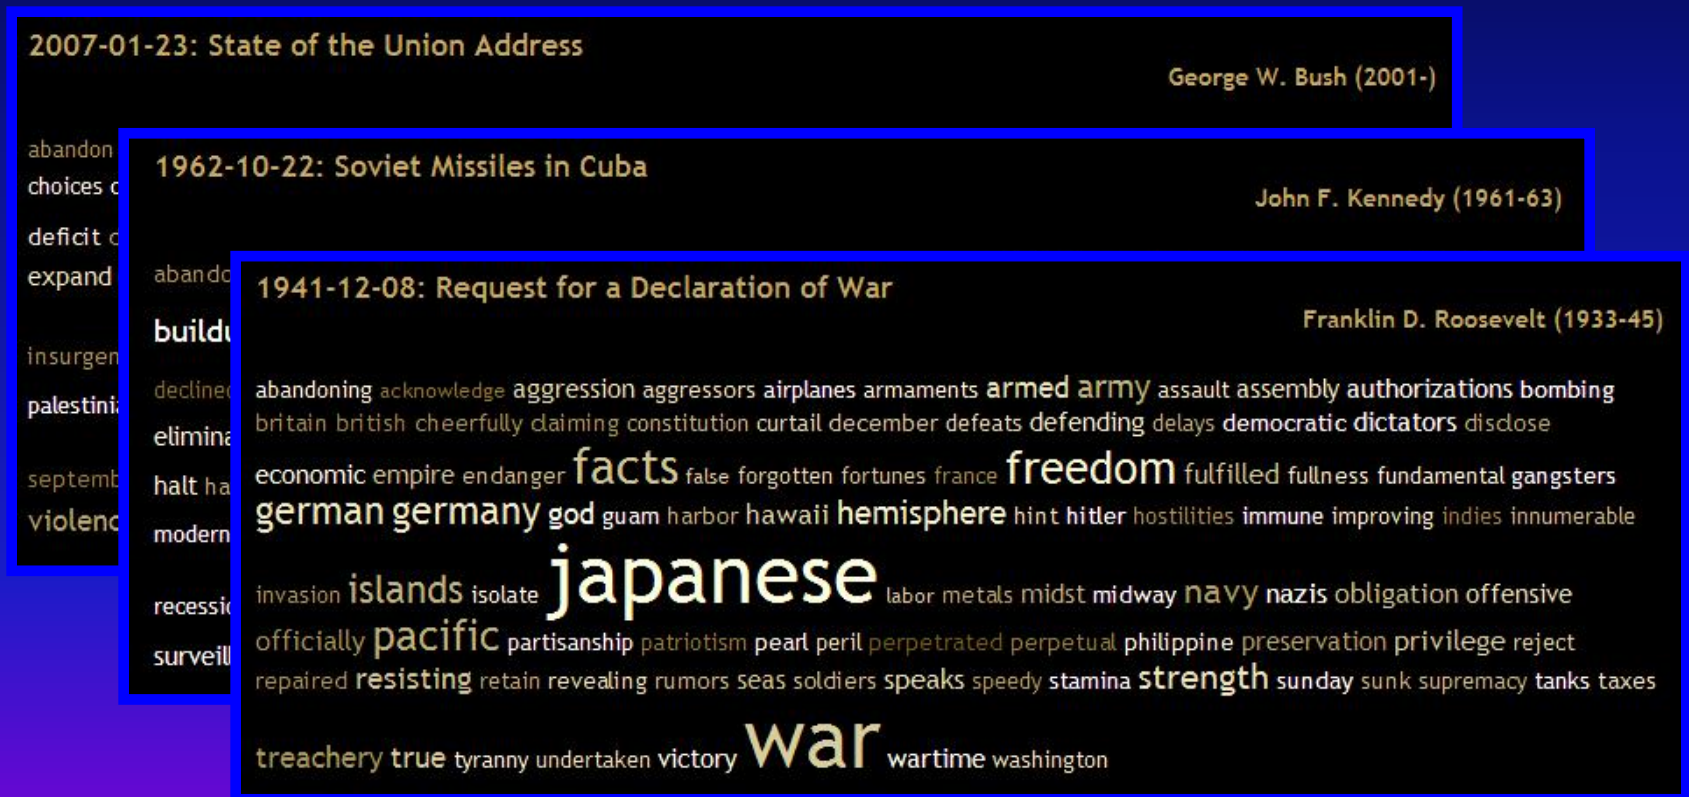 2007-01-23: State of the Union Address
George W. Bush (2001-)
abandon
choices
deficit
expand
insurgen
palestini
septemb
violenc
1962-10-22: Soviet Missiles in Cuba
John F. Kennedy (1961-63)
abando
buildu
declined
elimina
halt ha
modern
recessi
surveill
1941-12-08: Request for a Declaration of War
Franklin D. Roosevelt (1933-45)
abandoning acknowledge aggression aggressors airplanes armaments armed army assault assembly authorizations bombing
britain british cheerfully claiming constitution curtail december defeats defending delays democratic dictators disclose
economic empire endanger facts false forgotten fortunes france freedom fulfilled fullness fundamental gangsters
german germany god guam harbor hawaii hemisphere hint hitler hostilities immune improving indies innumerable
invasion islands isolate japanese labor metals midst midway navy nazis obligation offensive
officially pacific partisanship patriotism pearl peril perpetrated perpetual philippine preservation privilege reject
repaired resisting retain revealing rumors seas soldiers speaks speedy stamina strength sunday sunk supremacy tanks taxes
treachery true tyranny undertaken victory war wartime washington